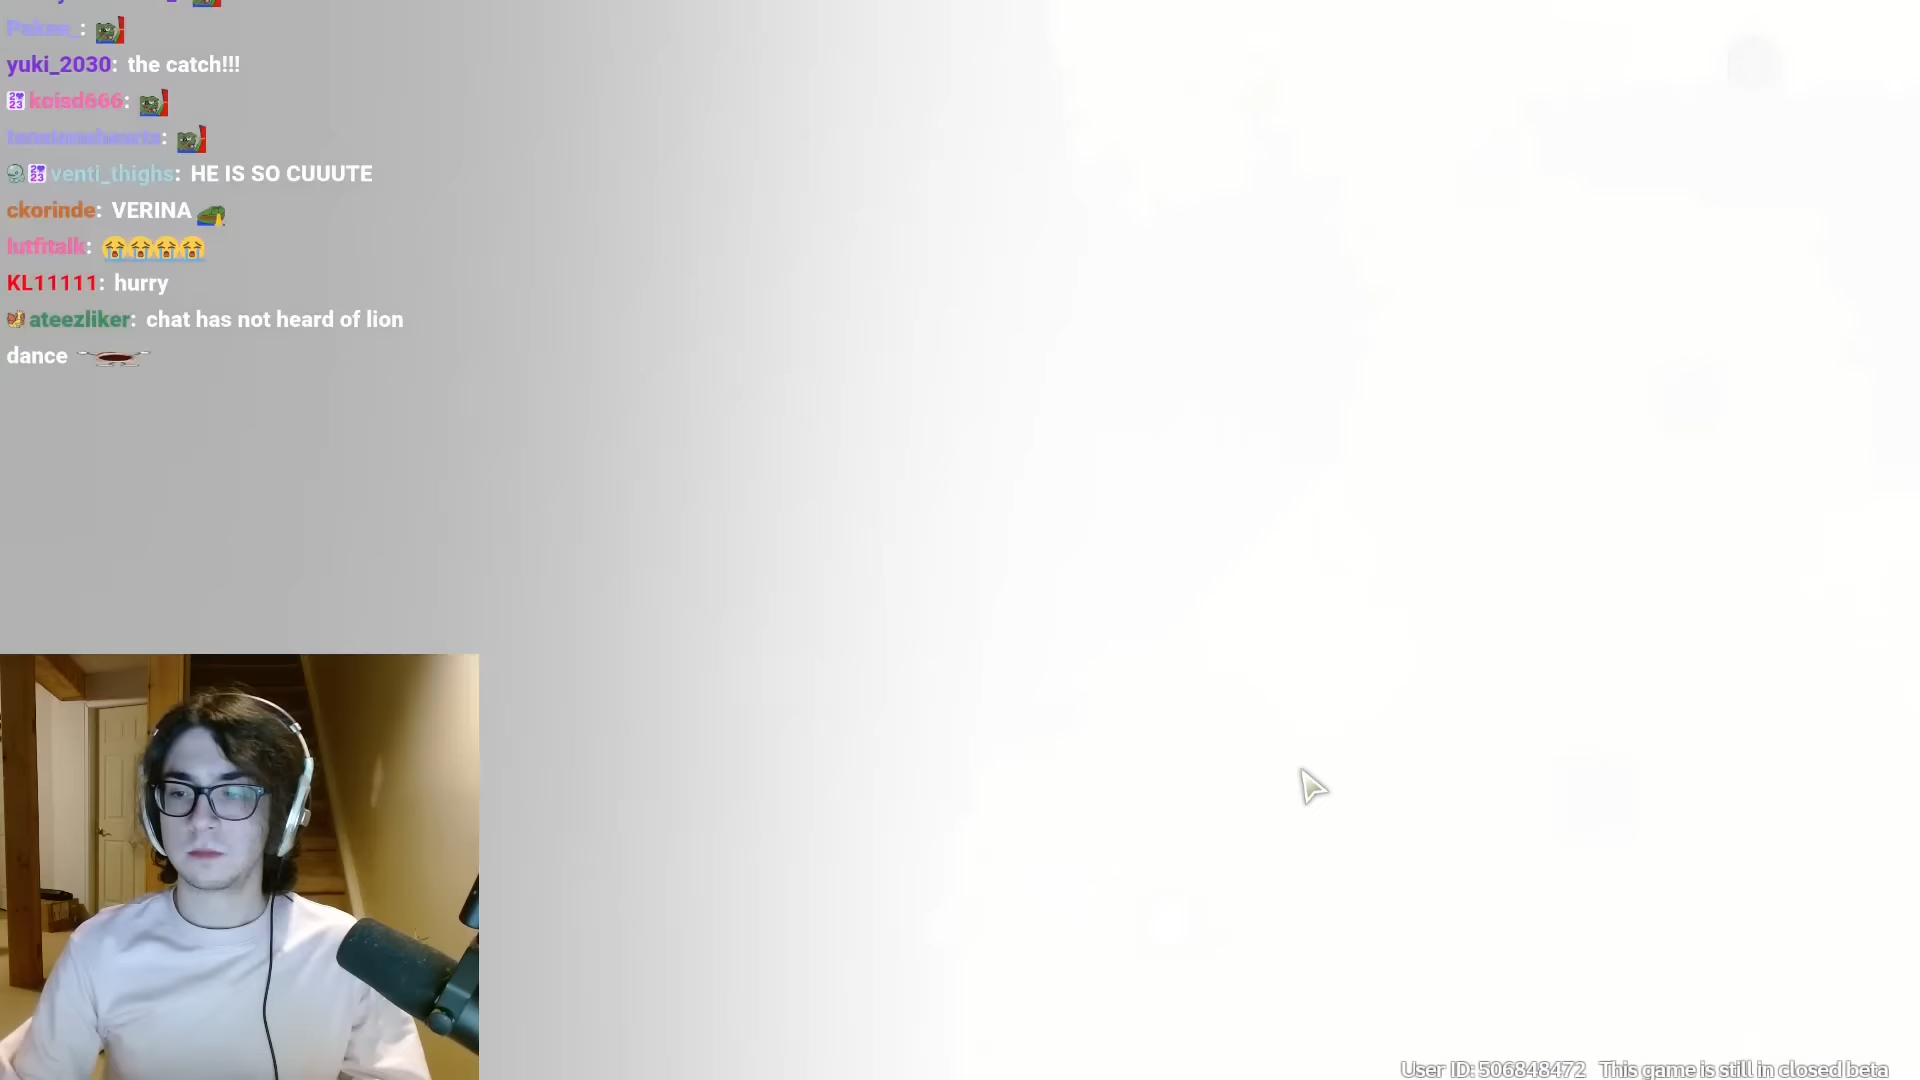 yuki_2030: the catch!!!
kcisd666:
venti_thighs: HE IS SO CUUUTE
ckorinde: VERINA
lutfitalk: 😭😭😭😭
KL11111: hurry
ateezliker: chat has not heard of lion
dance
User ID: 506848472 This game is still in closed beta